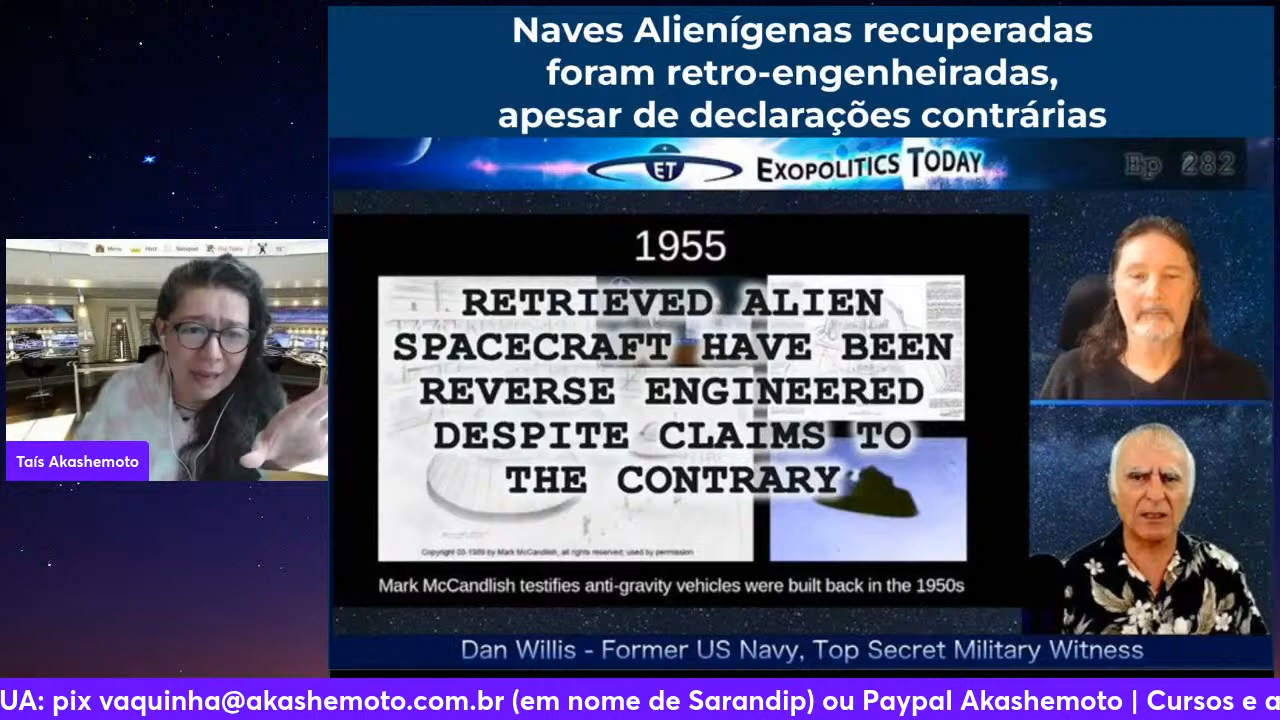 Naves Alienígenas recuperadas
foram retro-engenheiradas,
apesar de declarações contrárias
ET
EXOPOLITICS TODAY
Ep 282
1955
RETRIEVED ALIEN
SPACECRAFT HAVE BEEN
REVERSE ENGINEERED
DESPITE CLAIMS TO
THE CONTRARY
Copyright 03-1989 by Mark McCandlish, all rights reserved; used by permission
Mark McCandlish testifies anti-gravity vehicles were built back in the 1950s
Menu
Host
Taís Akashemoto
Dan Willis - Former US Navy, Top Secret Military Witness
UA: pix vaquinha@akashemoto.com.br (em nome de Sarandip) ou Paypal Akashemoto | Cursos e a